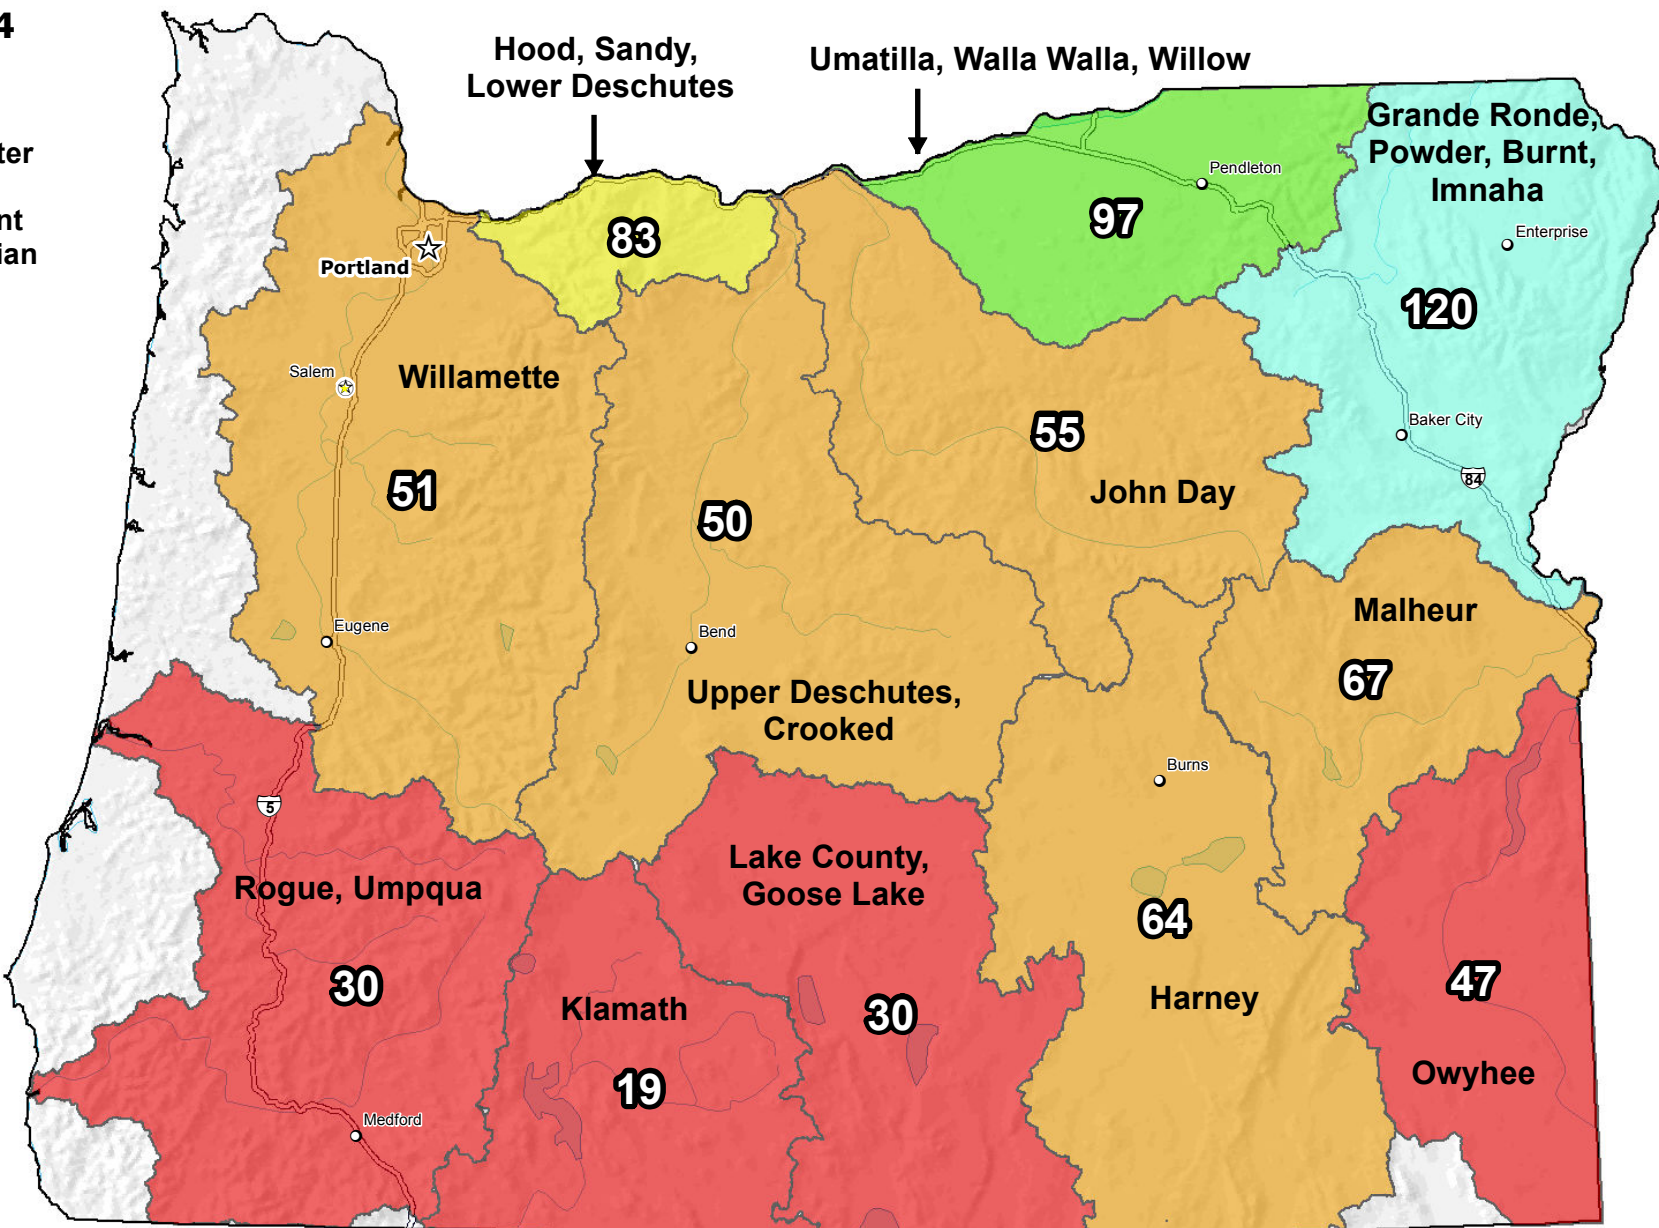 4
ter
nt
ian
Hood, Sandy,
Lower Deschutes
Umatilla, Walla Walla, Willow
Grande Ronde,
Powder, Burnt,
Imnaha
Pendleton
Enterprise
83
97
120
Portland
Salem
Willamette
Baker City
84
55
John Day
51
50
Eugene
Bend
Malheur
67
Upper Deschutes,
Crooked
Burns
5
Lake County,
Goose Lake
Rogue, Umpqua
64
30
Klamath
30
Harney
47
Owyhee
19
Medford